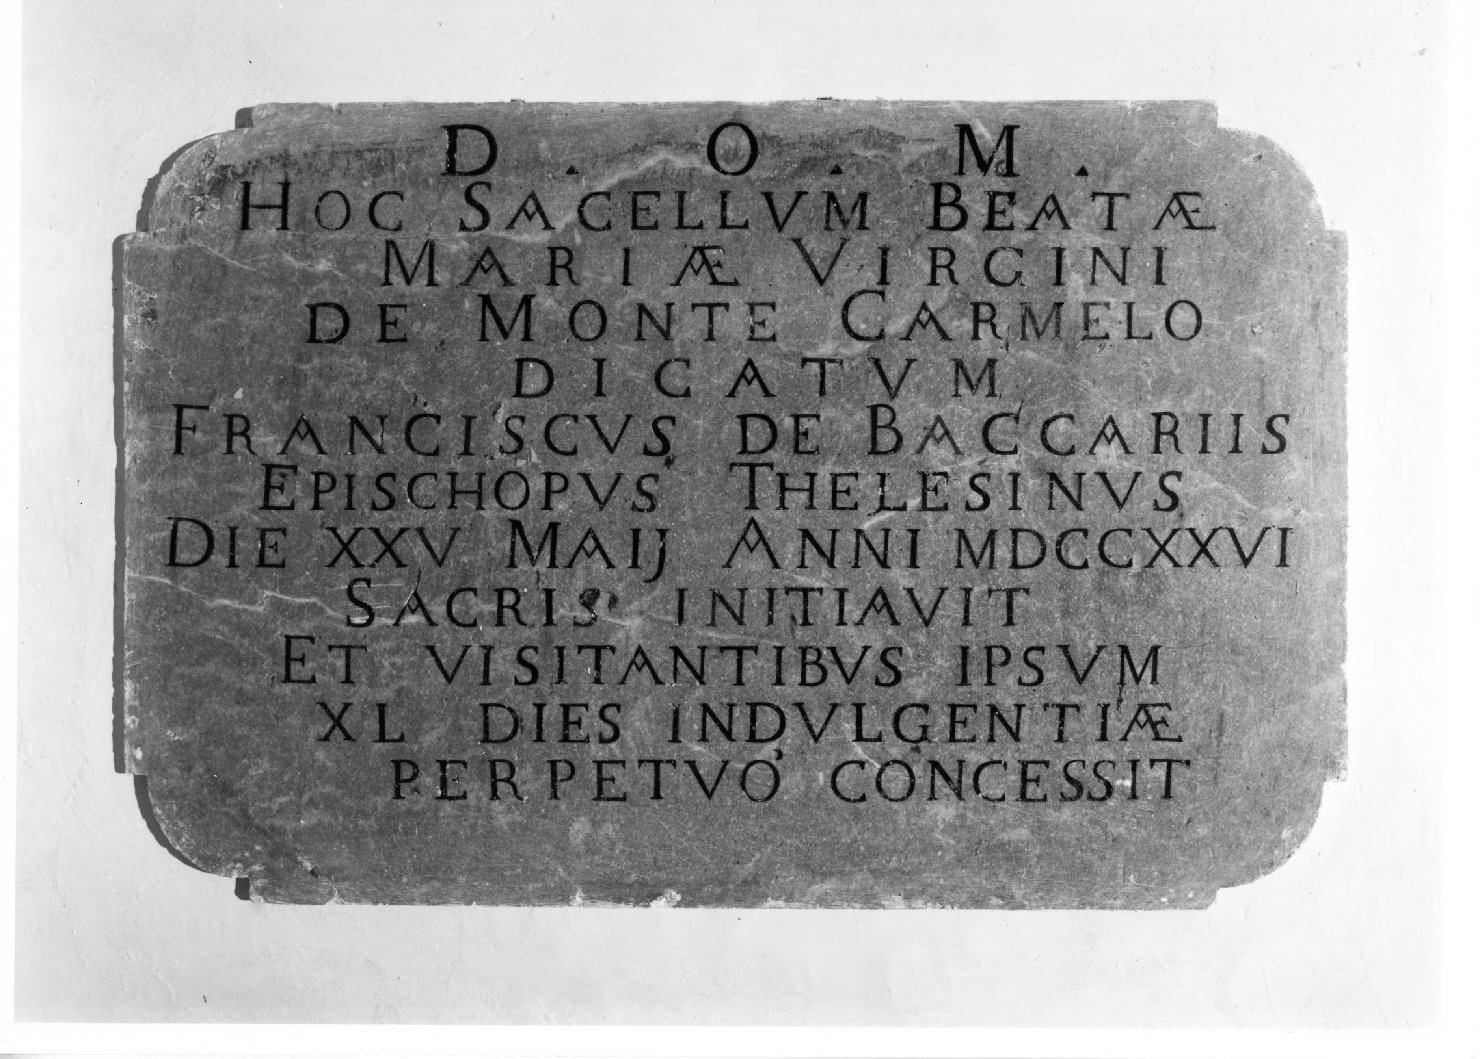 D . O . M .
HOC SACELLVM BEATÆ
MARIÆ VIRGINI
DE MONTE CARMELO
DICATVM
FRANCISCVS DE BACCARIIS
EPISCHOPVS THELESINVS
DIE XXV MAIJ ANNI MDCCXXVI
SACRIS INITIAVIT
ET VISITANTIBVS IPSVM
XL DIES INDVLGENTIÆ
PERPETVO CONCESSIT